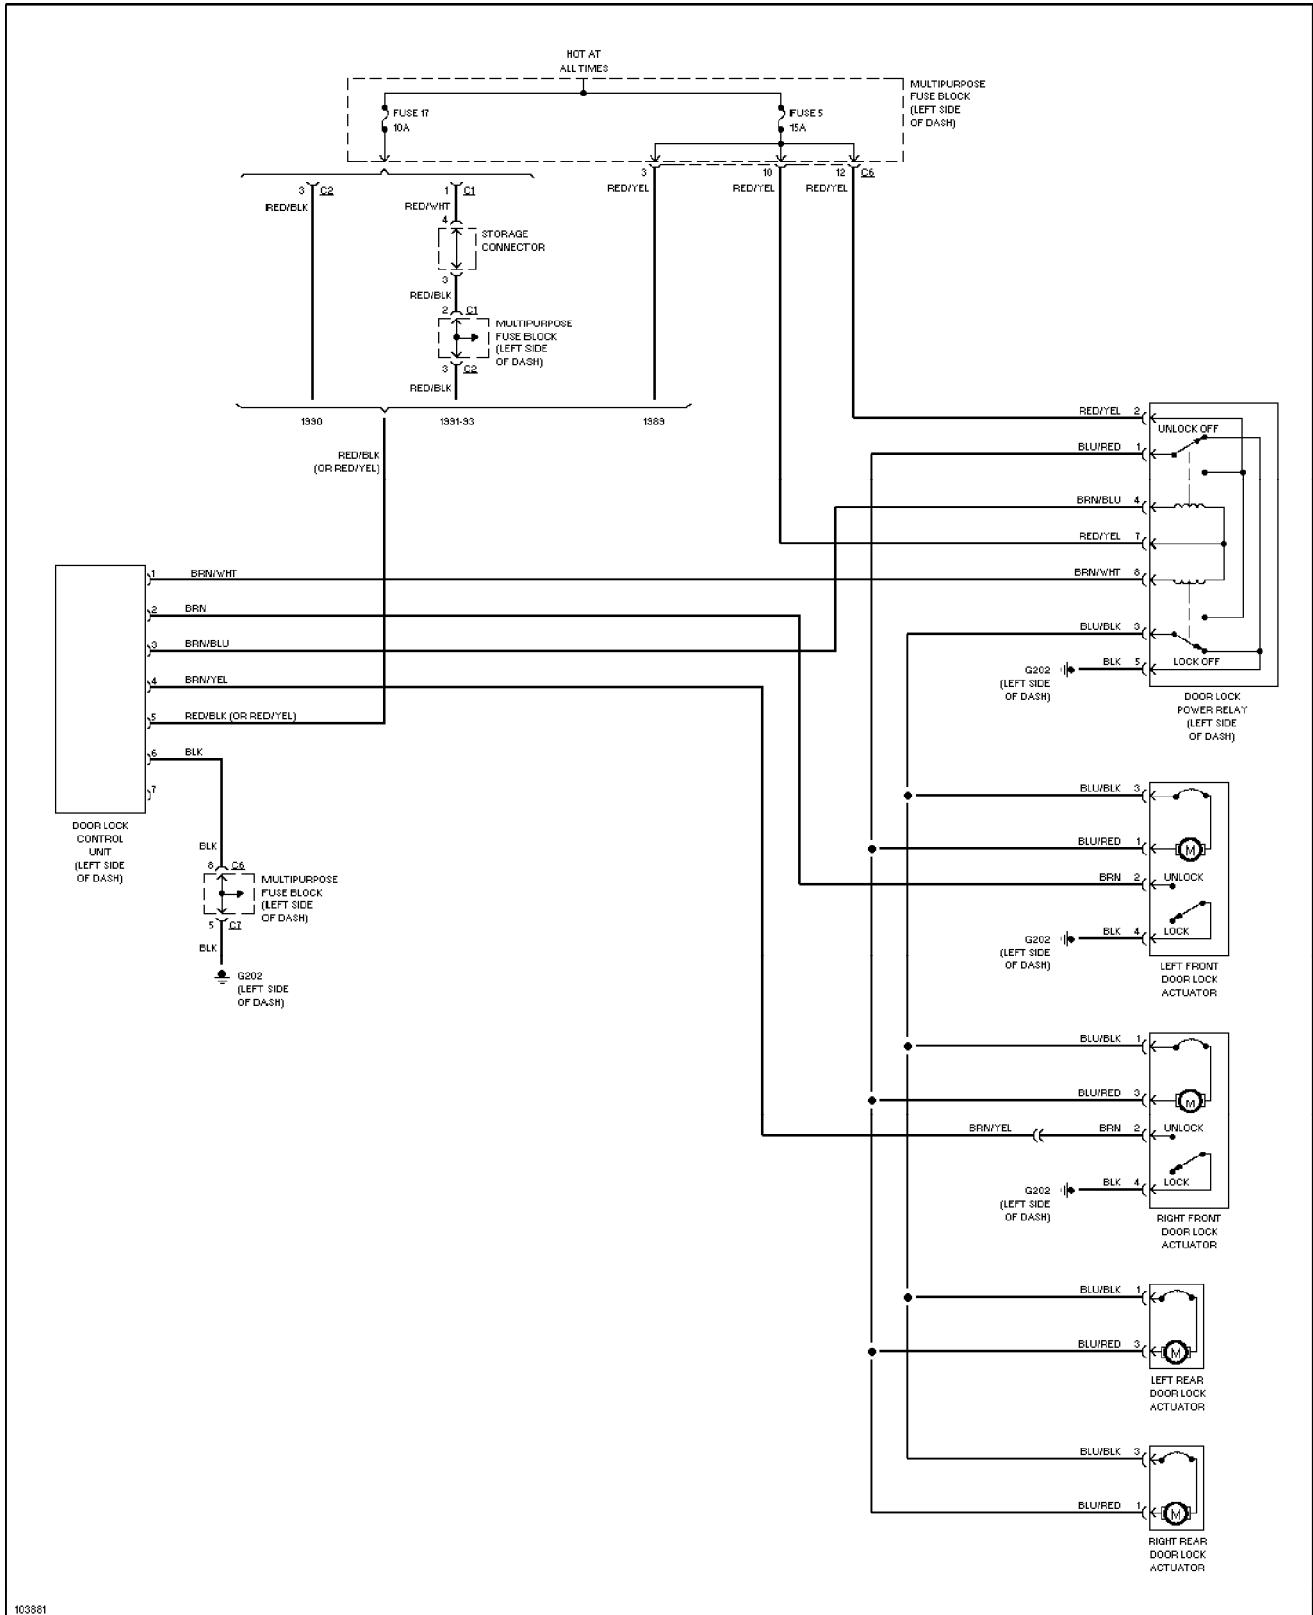 HOT AT
ALL TIMES
MULTIPURPOSE
FUSE BLOCK
(LEFT SIDE
OF DASH)
FUSE 17
10A
FUSE 5
15A
3 C2
RED/BLK
1 C1
RED/WHT
4
STORAGE
CONNECTOR
3
RED/BLK
2 C1
MULTIPURPOSE
FUSE BLOCK
(LEFT SIDE
OF DASH)
3 C2
RED/BLK
3
RED/YEL
10
RED/YEL
12 C6
RED/YEL
1990
1991-93
1989
RED/BLK
(OR RED/YEL)
RED/YEL 2
UNLOCK OFF
BLU/RED 1
BRN/BLU 4
RED/YEL 7
BRN/WHT 8
BLU/BLK 3
LOCK OFF
BLK 5
G202
(LEFT SIDE
OF DASH)
DOOR LOCK
POWER RELAY
(LEFT SIDE
OF DASH)
1 BRN/WHT
2 BRN
3 BRN/BLU
4 BRN/YEL
5 RED/BLK (OR RED/YEL)
6 BLK
7
DOOR LOCK
CONTROL
UNIT
(LEFT SIDE
OF DASH)
BLK
8 C6
MULTIPURPOSE
FUSE BLOCK
(LEFT SIDE
OF DASH)
5 C7
BLK
G202
(LEFT SIDE
OF DASH)
BLU/BLK 3
BLU/RED 1
M
BRN 2 UNLOCK
BLK 4 LOCK
G202
(LEFT SIDE
OF DASH)
LEFT FRONT
DOOR LOCK
ACTUATOR
BLU/BLK 1
BLU/RED 3
M
BRN/YEL BRN 2 UNLOCK
BLK 4 LOCK
G202
(LEFT SIDE
OF DASH)
RIGHT FRONT
DOOR LOCK
ACTUATOR
BLU/BLK 1
BLU/RED 3
M
LEFT REAR
DOOR LOCK
ACTUATOR
BLU/BLK 3
BLU/RED 1
M
RIGHT REAR
DOOR LOCK
ACTUATOR
103881